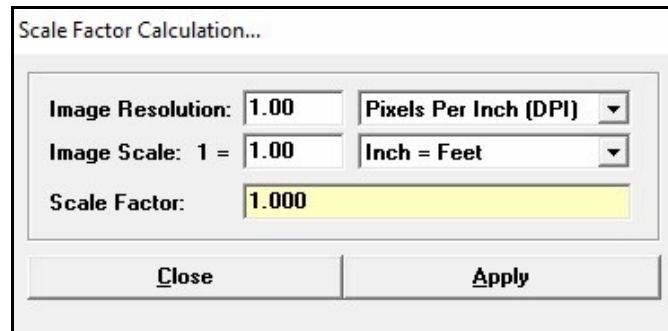 Scale Factor Calculation...
Image Resolution: 1.00 Pixels Per Inch (DPI)
Image Scale: 1 = 1.00 Inch = Feet
Scale Factor: 1.000
Close Apply